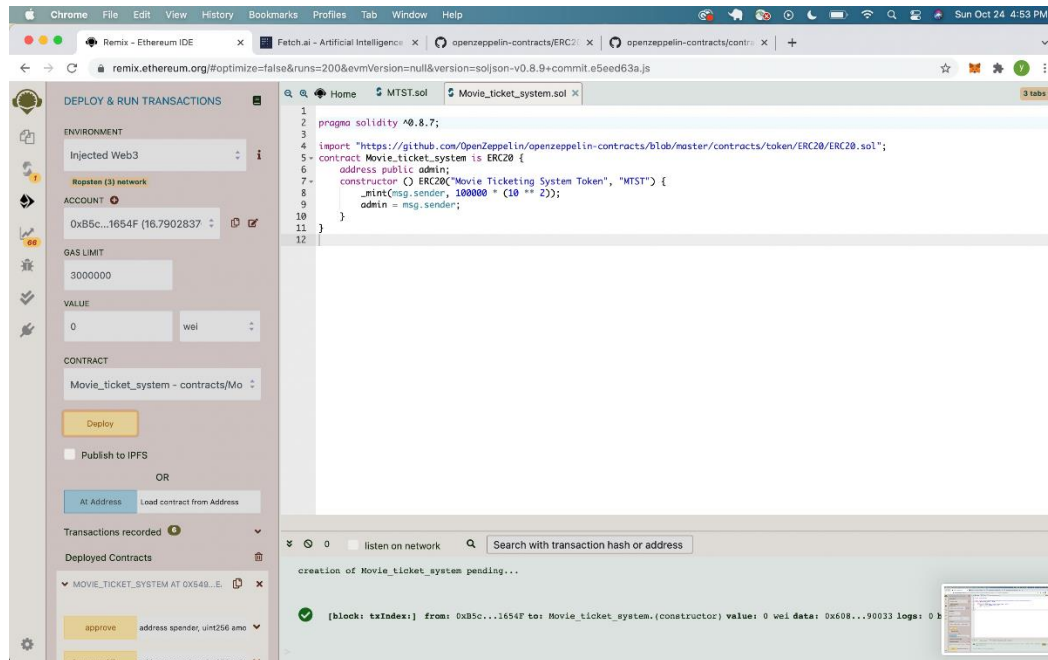 Chrome File Edit View History Bookmarks Profiles Tab Window Help
Sun Oct 24 4:53 PM
Remix - Ethereum IDE
Fetch.ai - Artificial Intelligence
openzeppelin-contracts/ERC2
openzeppelin-contracts/contra
remix.ethereum.org/#optimize=false&runs=200&evmVersion=null&version=soljson-v0.8.9+commit.e5eed63a.js
y
DEPLOY & RUN TRANSACTIONS
ENVIRONMENT
Injected Web3
i
Ropsten (3) network
ACCOUNT
0xB5c...1654F (16.7902837
GAS LIMIT
3000000
VALUE
0
wei
CONTRACT
Movie_ticket_system - contracts/Mo
Deploy
Publish to IPFS
OR
At Address
Load contract from Address
Transactions recorded 6
Deployed Contracts
MOVIE_TICKET_SYSTEM AT 0X549...E
approve
address spender, uint256 amo
1
66
Home
MTST.sol
Movie_ticket_system.sol
3 tabs
1
2 pragma solidity ^0.8.7;
3
4 import "https://github.com/OpenZeppelin/openzeppelin-contracts/blob/master/contracts/token/ERC20/ERC20.sol";
5 contract Movie_ticket_system is ERC20 {
6 address public admin;
7 constructor () ERC20("Movie Ticketing System Token", "MTST") {
8 _mint(msg.sender, 100000 * (10 ** 2));
9 admin = msg.sender;
10 }
11 }
12
0
listen on network
Search with transaction hash or address
creation of Movie_ticket_system pending...
[block: txIndex:] from: 0xB5c...1654F to: Movie_ticket_system.(constructor) value: 0 wei data: 0x608...90033 logs: 0
>